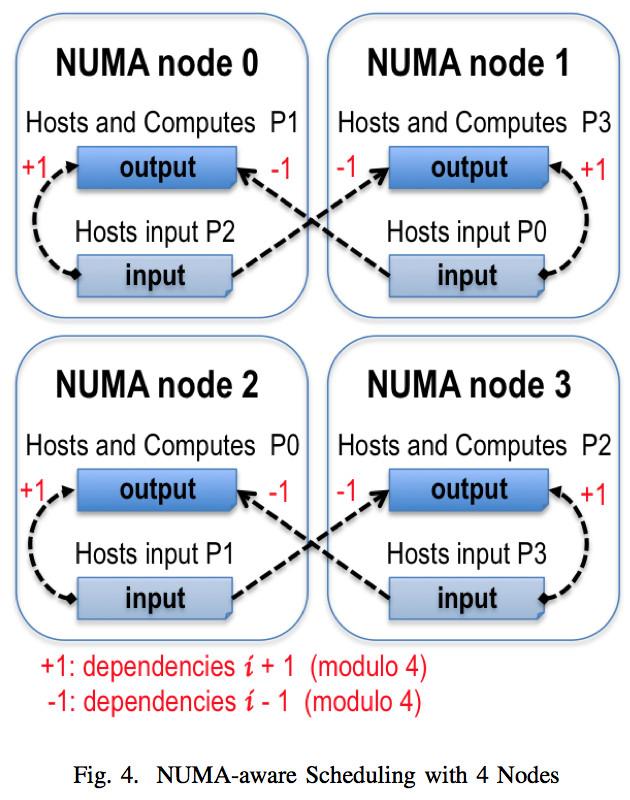 NUMA node 0
NUMA node 1
Hosts and Computes P1
Hosts and Computes P3
+1
output
-1
-1
output
+1
Hosts input P2
Hosts input P0
input
input
NUMA node 2
NUMA node 3
Hosts and Computes P0
Hosts and Computes P2
+1
output
-1
-1
output
+1
Hosts input P1
Hosts input P3
input
input
+1: dependencies i + 1 (modulo 4)
-1: dependencies i - 1 (modulo 4)
Fig. 4. NUMA-aware Scheduling with 4 Nodes